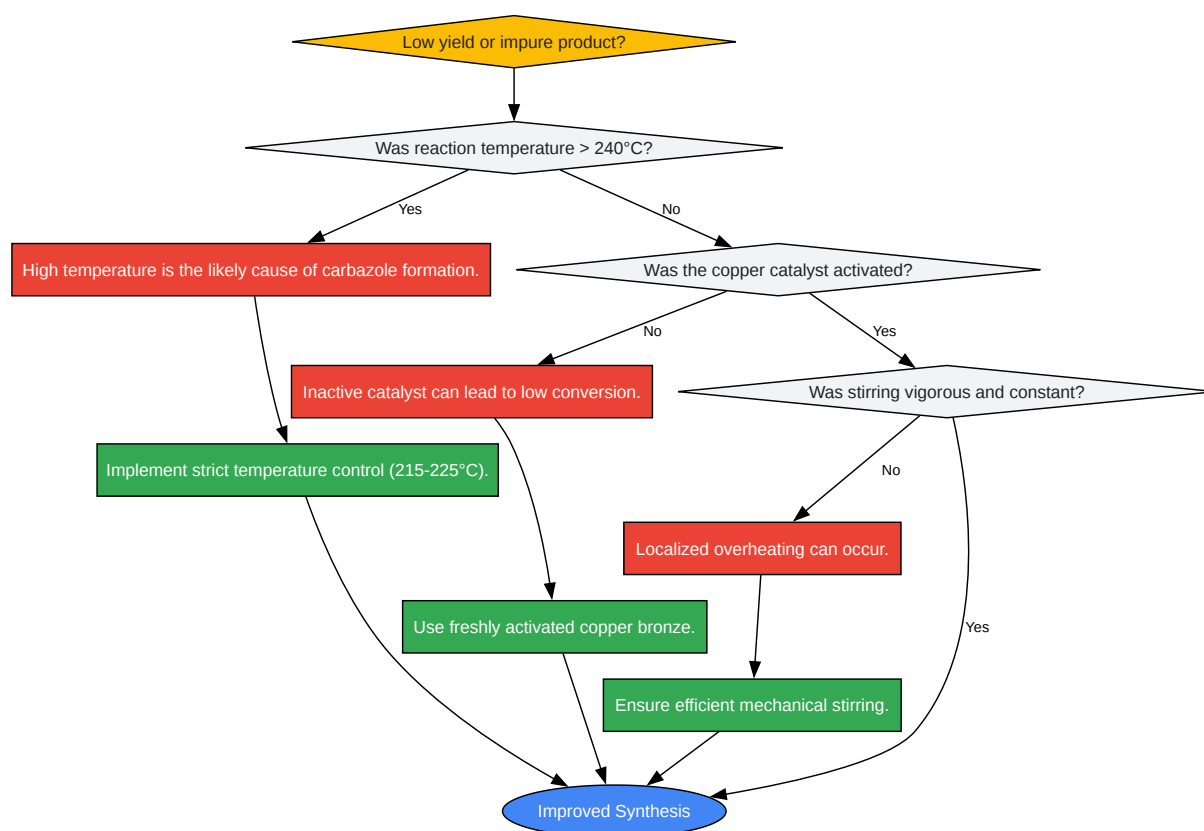 Low yield or impure product?
Was reaction temperature > 240°C?
Yes
No
High temperature is the likely cause of carbazole formation.
Was the copper catalyst activated?
No
Yes
Inactive catalyst can lead to low conversion.
Was stirring vigorous and constant?
Implement strict temperature control (215-225°C).
No
Localized overheating can occur.
Use freshly activated copper bronze.
Yes
Ensure efficient mechanical stirring.
Improved Synthesis